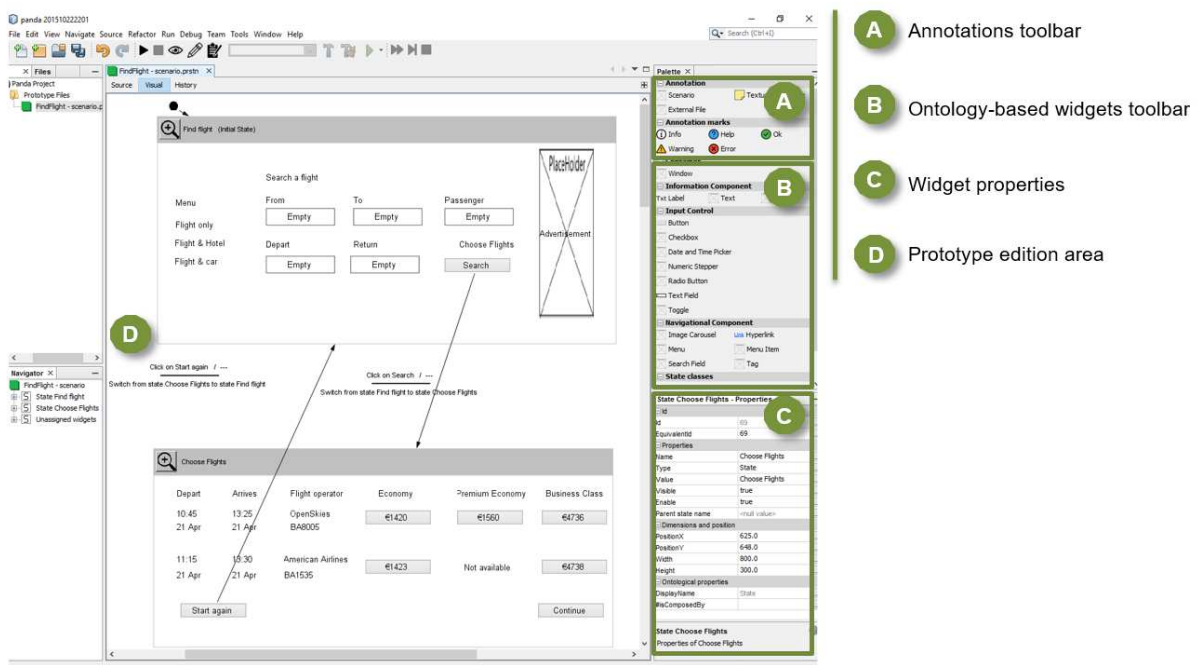 panda 201510222201
File Edit View Navigate Source Refactor Run Debug Team Tools Window Help
Search (Ctrl+I)
Files
Panda Project
Prototype Files
FindFlight - scenario.p
FindFlight - scenario.prstn
Source Visual History
Find flight (Initial State)
Search a flight
Menu
Flight only
Flight & Hotel
Flight & car
From To Passenger
Empty Empty Empty
Depart Return Choose Flights
Empty Empty Search
PlaceHolder
Advertisement
D
Click on Start again / ---
Switch from state Choose Flights to state Find flight
Click on Search / ---
Switch from state Find flight to state Choose Flights
Navigator
FindFlight - scenario
State Find flight
State Choose Flights
Unassigned widgets
Choose Flights
Depart Arrives Flight operator Economy Premium Economy Business Class
10:45 13:25 OpenSkies €1420 €1560 €4736
21 Apr 21 Apr BA8005
11:15 13:30 American Airlines €1423 Not available €4738
21 Apr 21 Apr BA1535
Start again Continue
Palette
Annotation
Scenario
External File
Annotation marks
Info Help Ok
Warning Error
A
Window
Information Component
Txt Label Text
B
Input Control
Button
Checkbox
Date and Time Picker
Numeric Stepper
Radio Button
Text Field
Toggle
Navigational Component
Image Carousel Link Hyperlink
Menu Menu Item
Search Field Tag
State classes
State Choose Flights - Properties
C
Id
Id 69
EquivalentId 69
Properties
Name Choose Flights
Type State
Value Choose Flights
Visible true
Enable true
Parent state name <null value>
Dimensions and position
PositionX 625.0
PositionY 648.0
Width 800.0
Height 300.0
Ontological properties
DisplayName State
#isComposedBy
State Choose Flights
Properties of Choose Flights
A Annotations toolbar
B Ontology-based widgets toolbar
C Widget properties
D Prototype edition area